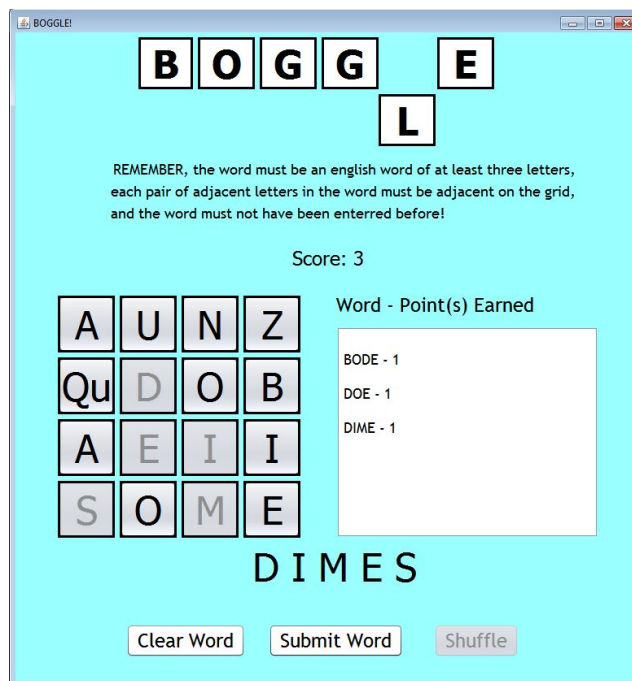 BOGGLE!
B O G G E
L
REMEMBER, the word must be an english word of at least three letters,
each pair of adjacent letters in the word must be adjacent on the grid,
and the word must not have been enterred before!
Score: 3
Word - Point(s) Earned
A U N Z
Qu D O B
A E I I
S O M E
BODE - 1
DOE - 1
DIME - 1
D I M E S
Clear Word Submit Word Shuffle